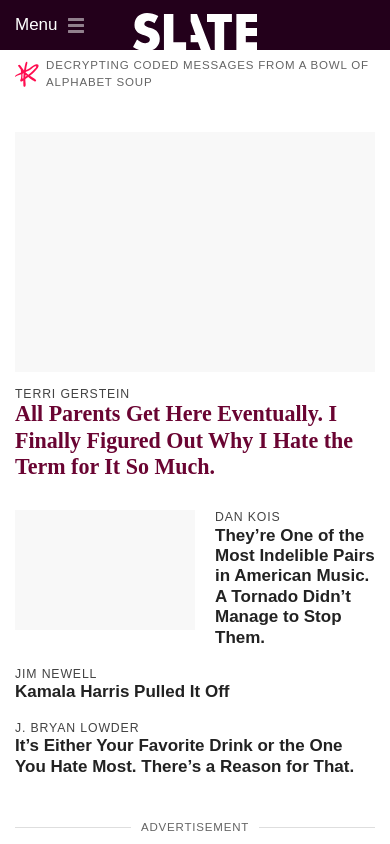 Menu
SLATE
DECRYPTING CODED MESSAGES FROM A BOWL OF
ALPHABET SOUP
TERRI GERSTEIN
All Parents Get Here Eventually. I
Finally Figured Out Why I Hate the
Term for It So Much.
DAN KOIS
They’re One of the
Most Indelible Pairs
in American Music.
A Tornado Didn’t
Manage to Stop
Them.
JIM NEWELL
Kamala Harris Pulled It Off
J. BRYAN LOWDER
It’s Either Your Favorite Drink or the One
You Hate Most. There’s a Reason for That.
ADVERTISEMENT